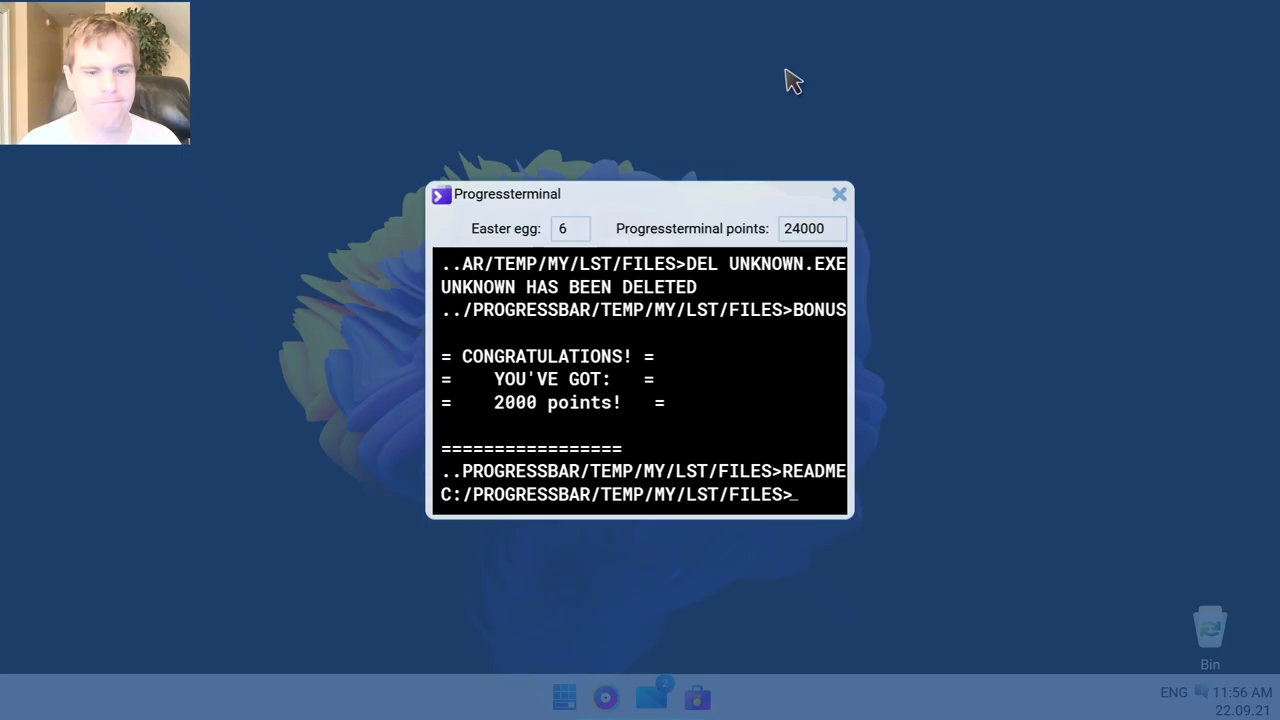 Progressterminal
Easter egg: 6 Progressterminal points: 24000
..AR/TEMP/MY/LST/FILES>DEL UNKNOWN.EXE
UNKNOWN HAS BEEN DELETED
../PROGRESSBAR/TEMP/MY/LST/FILES>BONUS
= CONGRATULATIONS! =
= YOU'VE GOT: =
= 2000 points! =
=================
..PROGRESSBAR/TEMP/MY/LST/FILES>README
C:/PROGRESSBAR/TEMP/MY/LST/FILES>_
Bin
2
ENG 11:56 AM
22.09.21